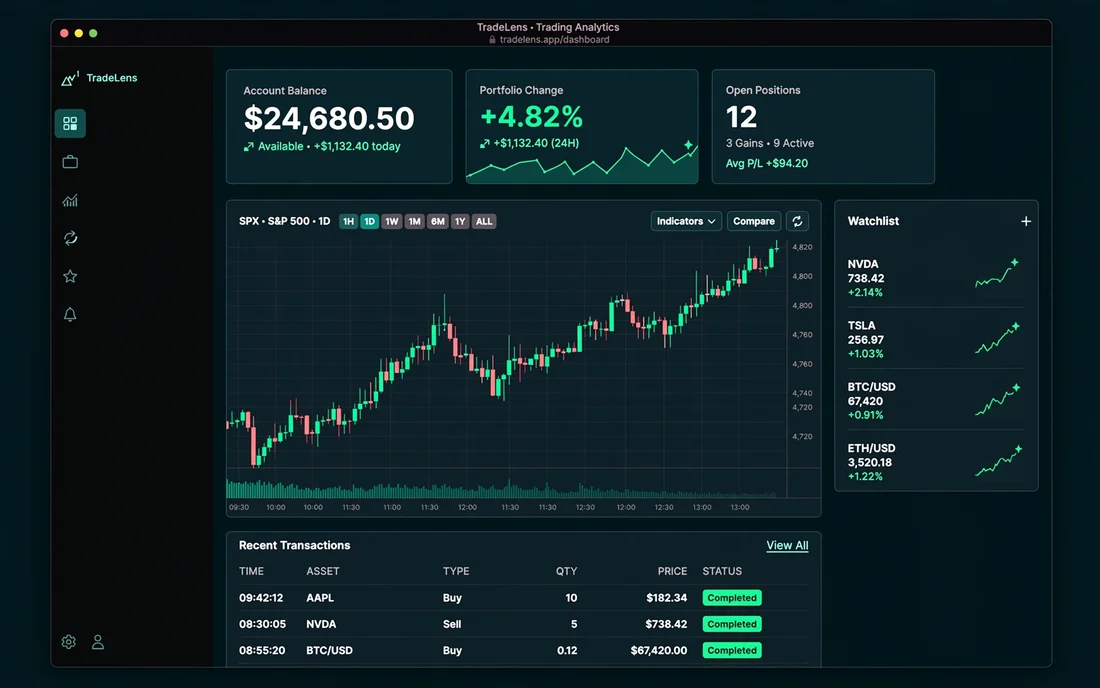 TradeLens • Trading Analytics
tradelens.app/dashboard
TradeLens
Account Balance
$24,680.50
Available • +$1,132.40 today
Portfolio Change
+4.82%
+$1,132.40 (24H)
Open Positions
12
3 Gains • 9 Active
Avg P/L +$94.20
SPX • S&P 500 • 1D 1H 1D 1W 1M 6M 1Y ALL Indicators Compare
4,820
4,800
4,800
4,760
4,760
4,740
4,720
4,720
09:30 10:00 10:00 11:30 11:00 11:30 12:00 11:30 11:30 12:30 12:00 12:30 13:00 13:00
Watchlist
NVDA
738.42
+2.14%
TSLA
256.97
+1.03%
BTC/USD
67,420
+0.91%
ETH/USD
3,520.18
+1.22%
Recent Transactions View All
TIME ASSET TYPE QTY PRICE STATUS
09:42:12 AAPL Buy 10 $182.34 Completed
08:30:05 NVDA Sell 5 $738.42 Completed
08:55:20 BTC/USD Buy 0.12 $67,420.00 Completed